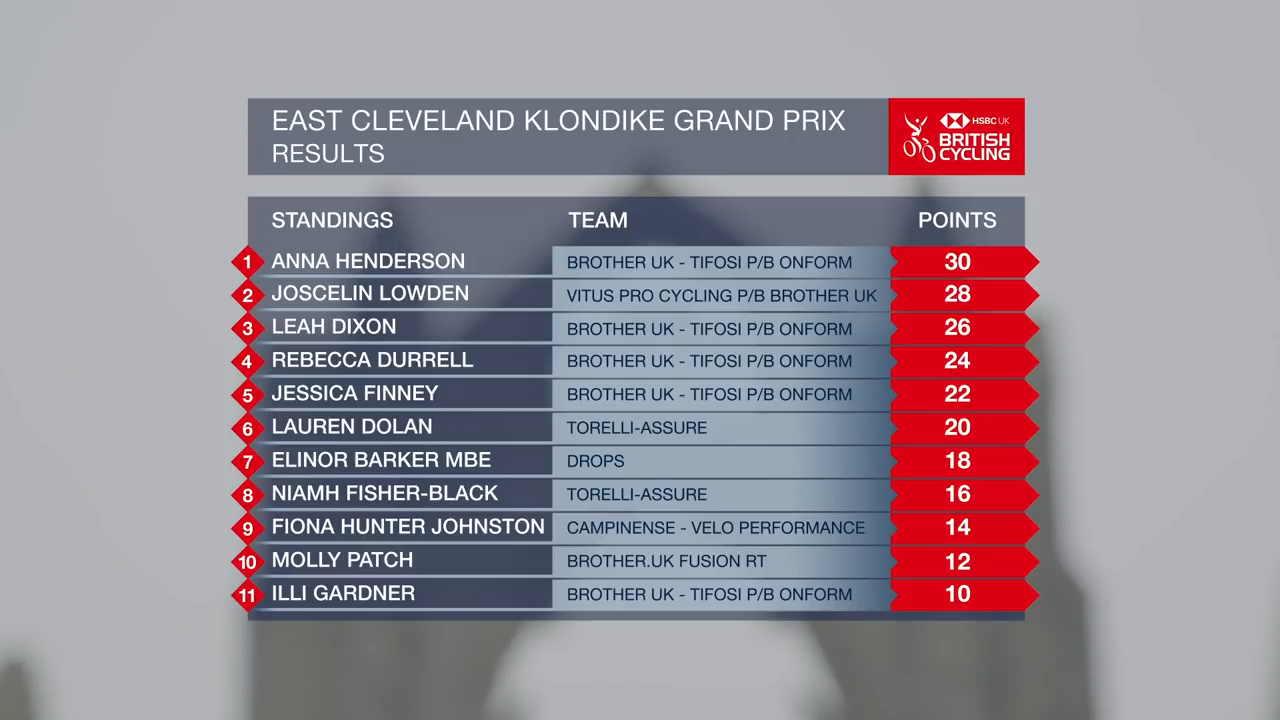 EAST CLEVELAND KLONDIKE GRAND PRIX
RESULTS
HSBC UK
BRITISH
CYCLING
STANDINGS TEAM POINTS
1 ANNA HENDERSON BROTHER UK - TIFOSI P/B ONFORM 30
2 JOSCELIN LOWDEN VITUS PRO CYCLING P/B BROTHER UK 28
3 LEAH DIXON BROTHER UK - TIFOSI P/B ONFORM 26
4 REBECCA DURRELL BROTHER UK - TIFOSI P/B ONFORM 24
5 JESSICA FINNEY BROTHER UK - TIFOSI P/B ONFORM 22
6 LAUREN DOLAN TORELLI-ASSURE 20
7 ELINOR BARKER MBE DROPS 18
8 NIAMH FISHER-BLACK TORELLI-ASSURE 16
9 FIONA HUNTER JOHNSTON CAMPINENSE - VELO PERFORMANCE 14
10 MOLLY PATCH BROTHER.UK FUSION RT 12
11 ILLI GARDNER BROTHER UK - TIFOSI P/B ONFORM 10